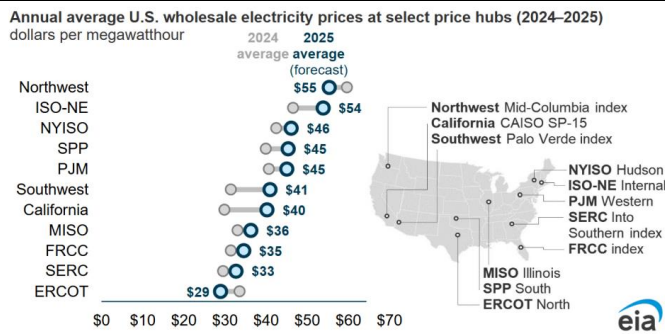 Annual average U.S. wholesale electricity prices at select price hubs (2024–2025)
dollars per megawatthour
2024 average
2025 average (forecast)
Northwest $55
ISO-NE $54
NYISO $46
SPP $45
PJM $45
Southwest $41
California $40
MISO $36
FRCC $35
SERC $33
ERCOT $29
$0 $10 $20 $30 $40 $50 $60 $70
Northwest Mid-Columbia index
California CAISO SP-15
Southwest Palo Verde index
NYISO Hudson
ISO-NE Internal
PJM Western
SERC Into
Southern index
FRCC index
MISO Illinois
SPP South
ERCOT North
eia